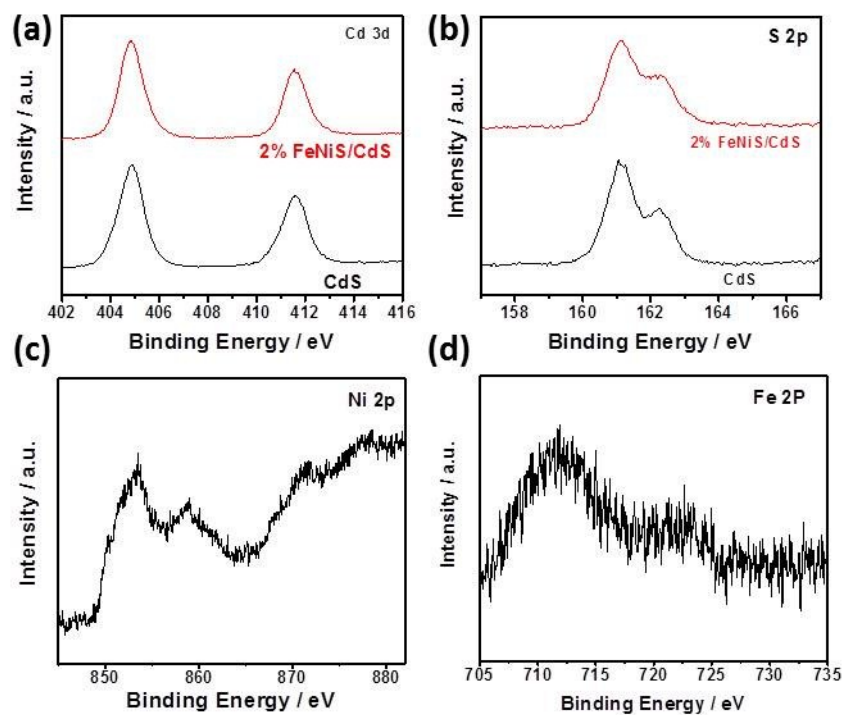 (a)
Cd 3d
2% FeNiS/CdS
CdS
Intensity / a.u.
402 404 406 408 410 412 414 416
Binding Energy / eV
(b)
S 2p
2% FeNiS/CdS
CdS
Intensity / a.u.
158 160 162 164 166
Binding Energy / eV
(c)
Ni 2p
Intensity / a.u.
850 860 870 880
Binding Energy / eV
(d)
Fe 2P
Intensity / a.u.
705 710 715 720 725 730 735
Binding Energy / eV